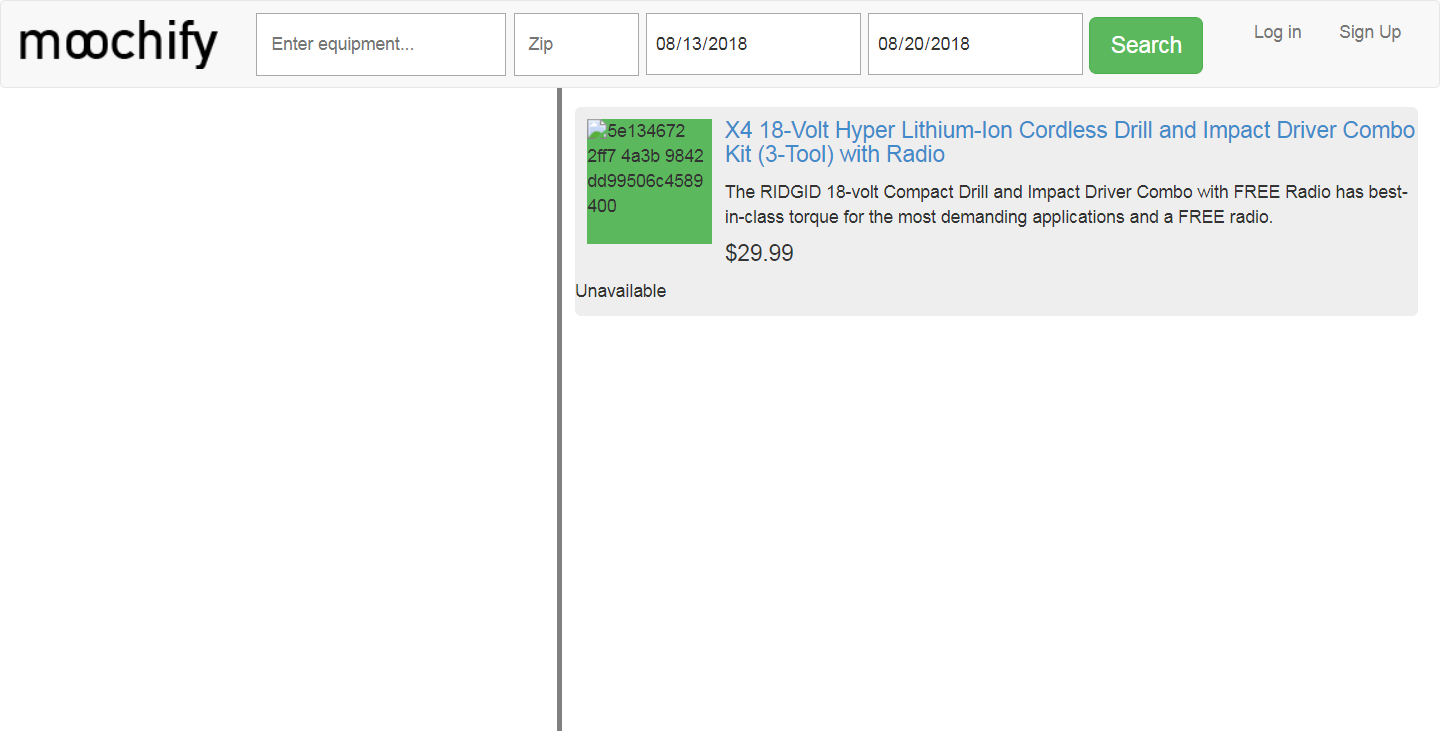 moochify
Enter equipment...
Zip
08/13/2018
08/20/2018
Search
Log in
Sign Up
5e134672
2ff7 4a3b 9842
dd99506c4589
400
X4 18-Volt Hyper Lithium-Ion Cordless Drill and Impact Driver Combo
Kit (3-Tool) with Radio
The RIDGID 18-volt Compact Drill and Impact Driver Combo with FREE Radio has best-
in-class torque for the most demanding applications and a FREE radio.
$29.99
Unavailable